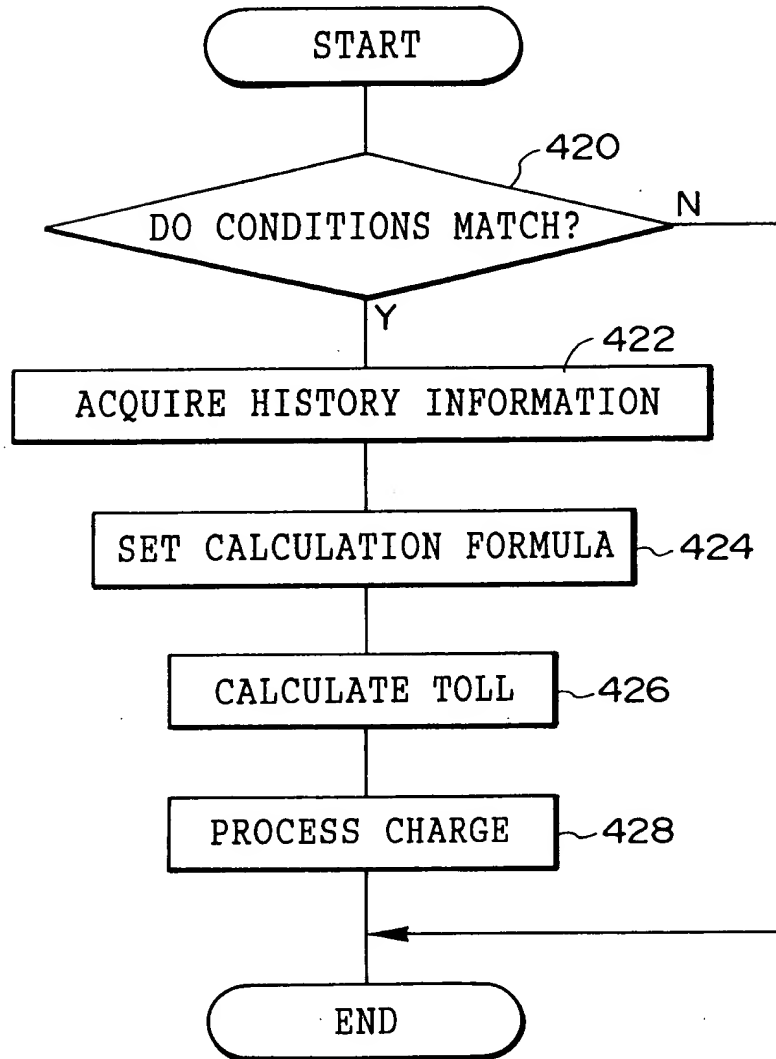 START
420
DO CONDITIONS MATCH?
N
Y
422
ACQUIRE HISTORY INFORMATION
SET CALCULATION FORMULA
424
CALCULATE TOLL
426
PROCESS CHARGE
428
END